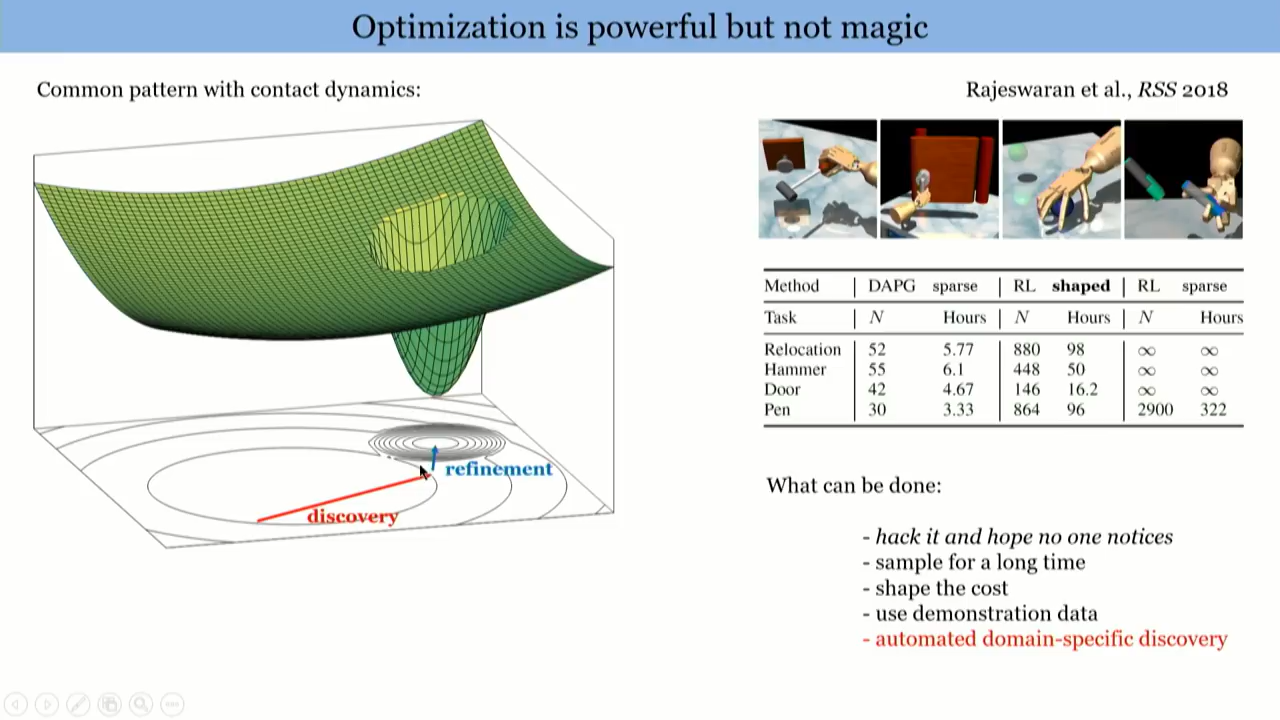 Optimization is powerful but not magic
Common pattern with contact dynamics:
refinement
discovery
Rajeswaran et al., RSS 2018
Method | DAPG sparse | RL shaped | RL sparse
Task | N Hours | N Hours | N Hours
Relocation | 52 5.77 | 880 98 | ∞ ∞
Hammer | 55 6.1 | 448 50 | ∞ ∞
Door | 42 4.67 | 146 16.2 | ∞ ∞
Pen | 30 3.33 | 864 96 | 2900 322
What can be done:
- hack it and hope no one notices
- sample for a long time
- shape the cost
- use demonstration data
- automated domain-specific discovery